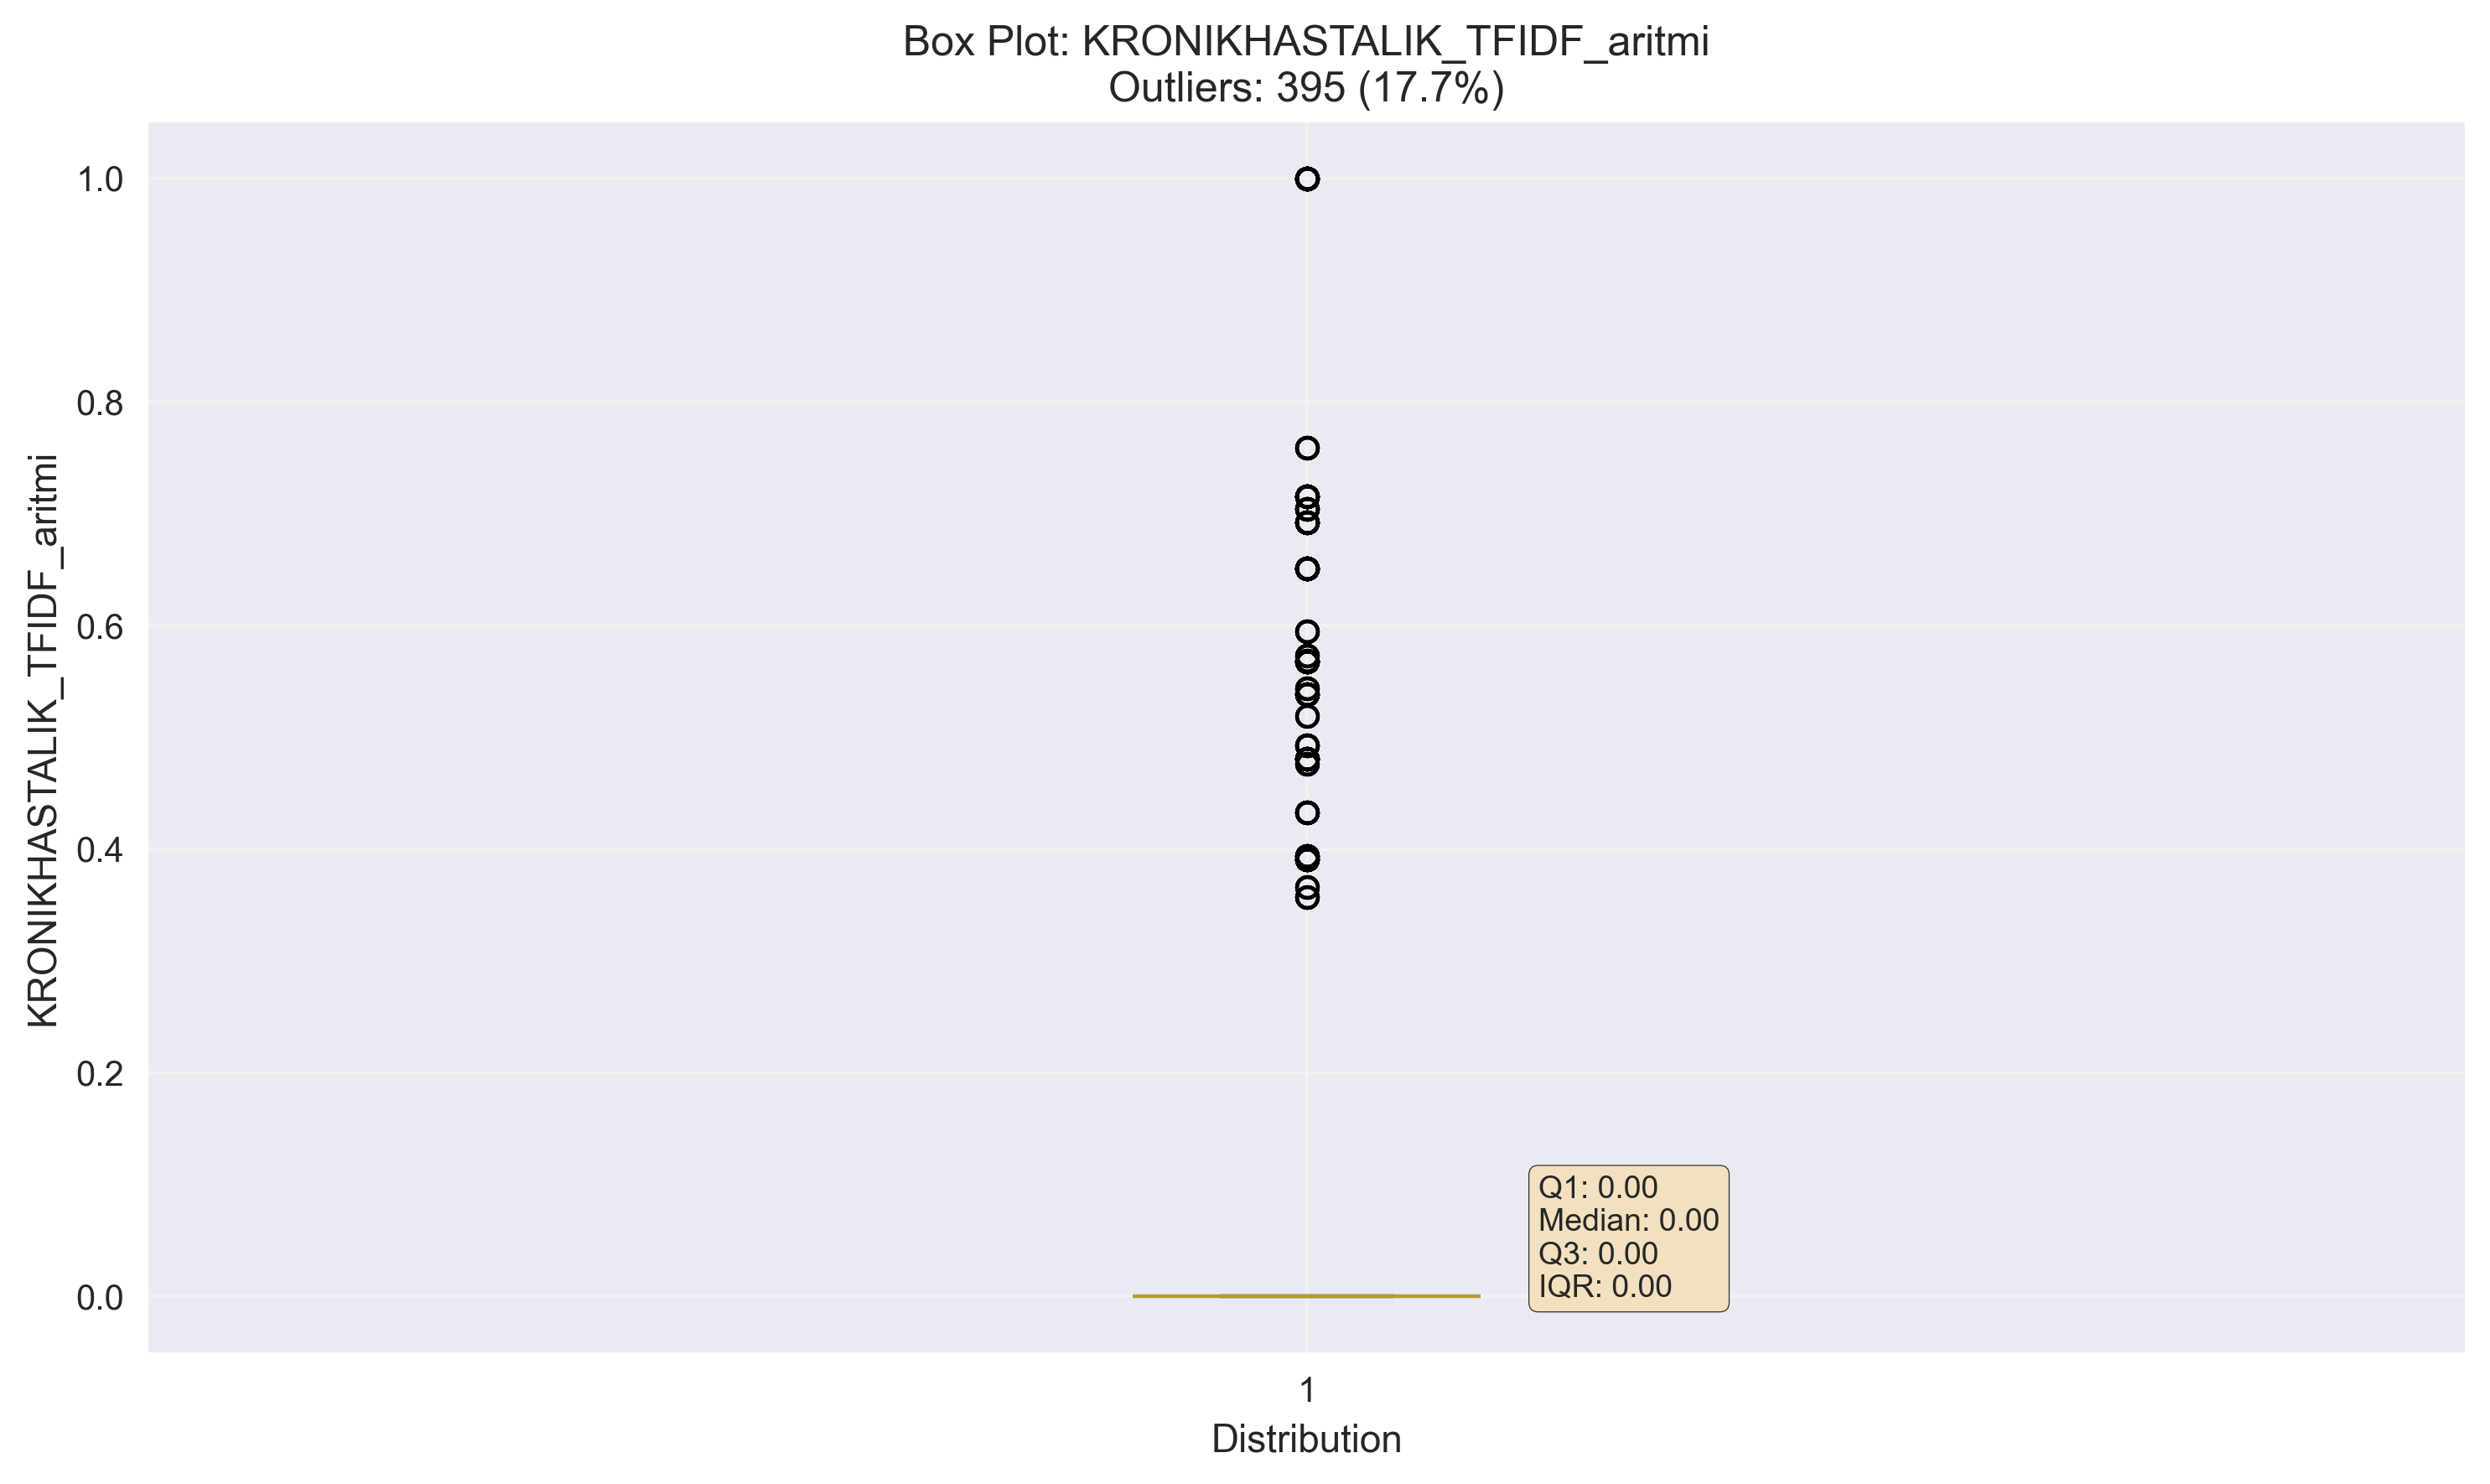 Box Plot: KRONIKHASTALIK_TFIDF_aritmi
Outliers: 395 (17.7%)
KRONIKHASTALIK_TFIDF_aritmi
1.0
0.8
0.6
0.4
0.2
0.0
Q1: 0.00
Median: 0.00
Q3: 0.00
IQR: 0.00
1
Distribution